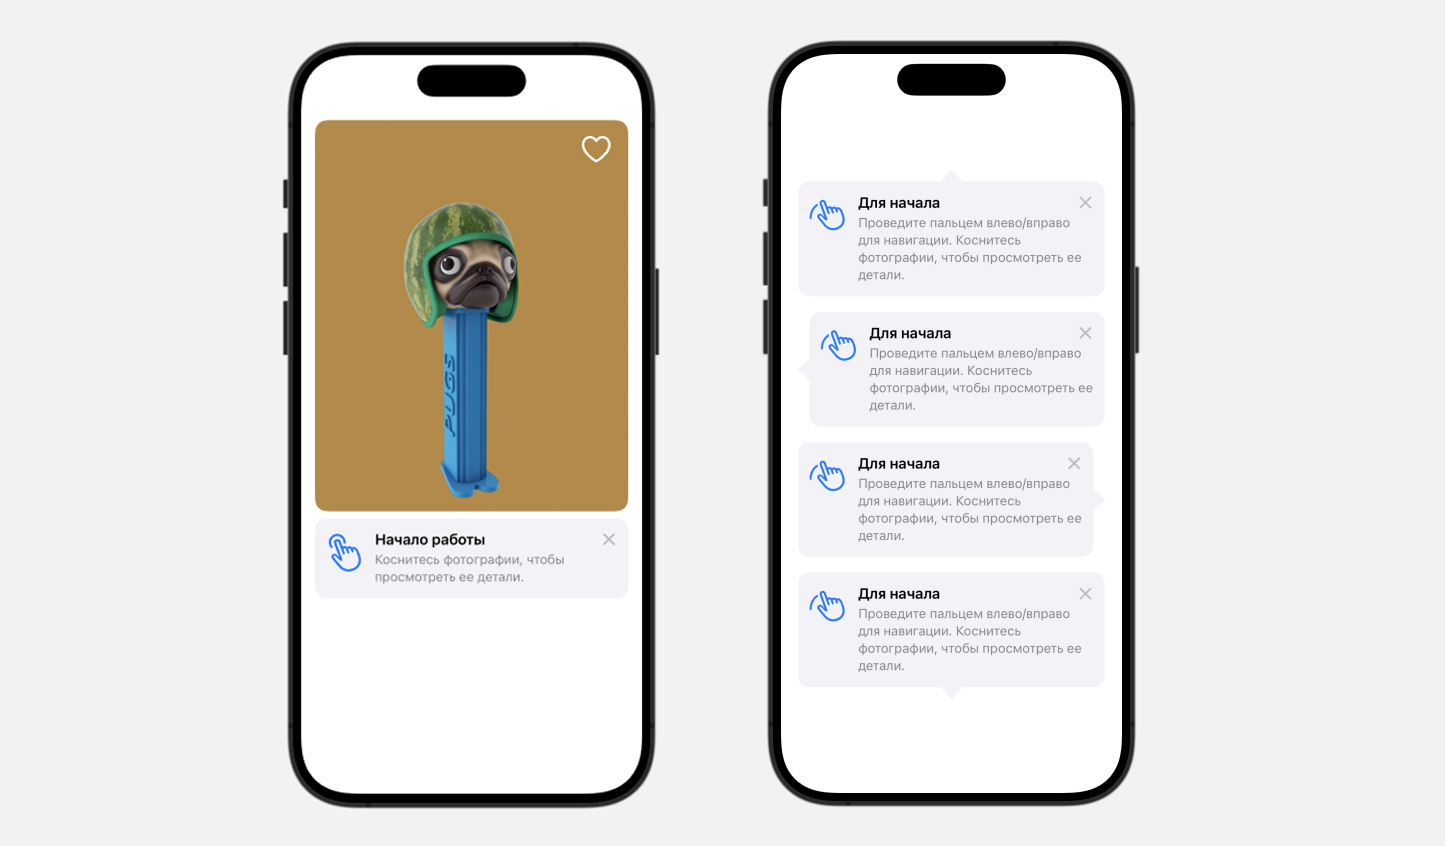 PUGS
Начало работы
Коснитесь фотографии, чтобы
просмотреть ее детали.
Для начала
Проведите пальцем влево/вправо
для навигации. Коснитесь
фотографии, чтобы просмотреть ее
детали.
Для начала
Проведите пальцем влево/вправо
для навигации. Коснитесь
фотографии, чтобы просмотреть ее
детали.
Для начала
Проведите пальцем влево/вправо
для навигации. Коснитесь
фотографии, чтобы просмотреть ее
детали.
Для начала
Проведите пальцем влево/вправо
для навигации. Коснитесь
фотографии, чтобы просмотреть ее
детали.